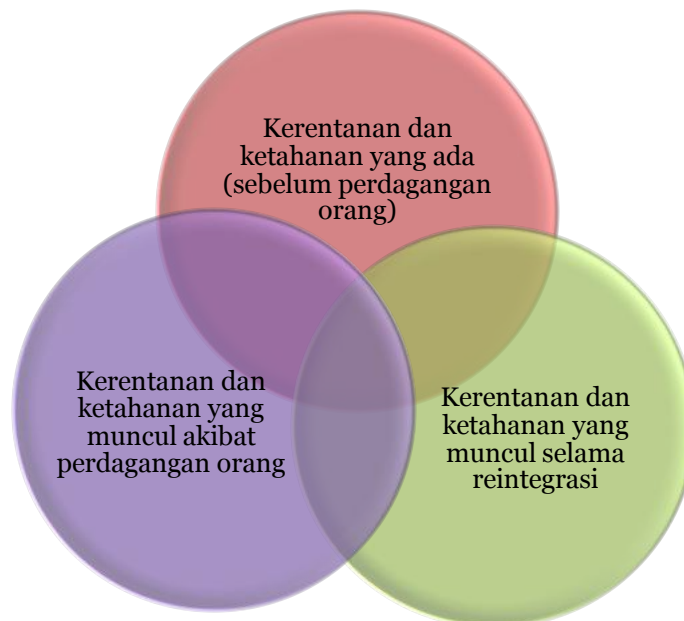 Kerentanan dan
ketahanan yang ada
(sebelum perdagangan
orang)
Kerentanan dan
ketahanan yang
muncul akibat
perdagangan orang
Kerentanan dan
ketahanan yang
muncul selama
reintegrasi